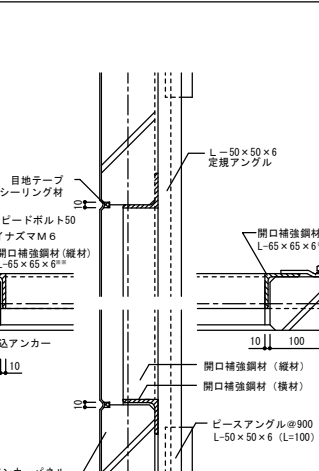 L－50×50×6
定規アングル
目地テープ
シーリング材
10
ピードボルト50
イナズマM6
開口補強鋼材(縦材)
L-65×65×6※※
開口補強鋼材
L-65×65×6
込アンカー
10
10
100
開口補強鋼材（縦材）
開口補強鋼材（横材）
10
ピースアングル@900
L-50×50×6（L=100）